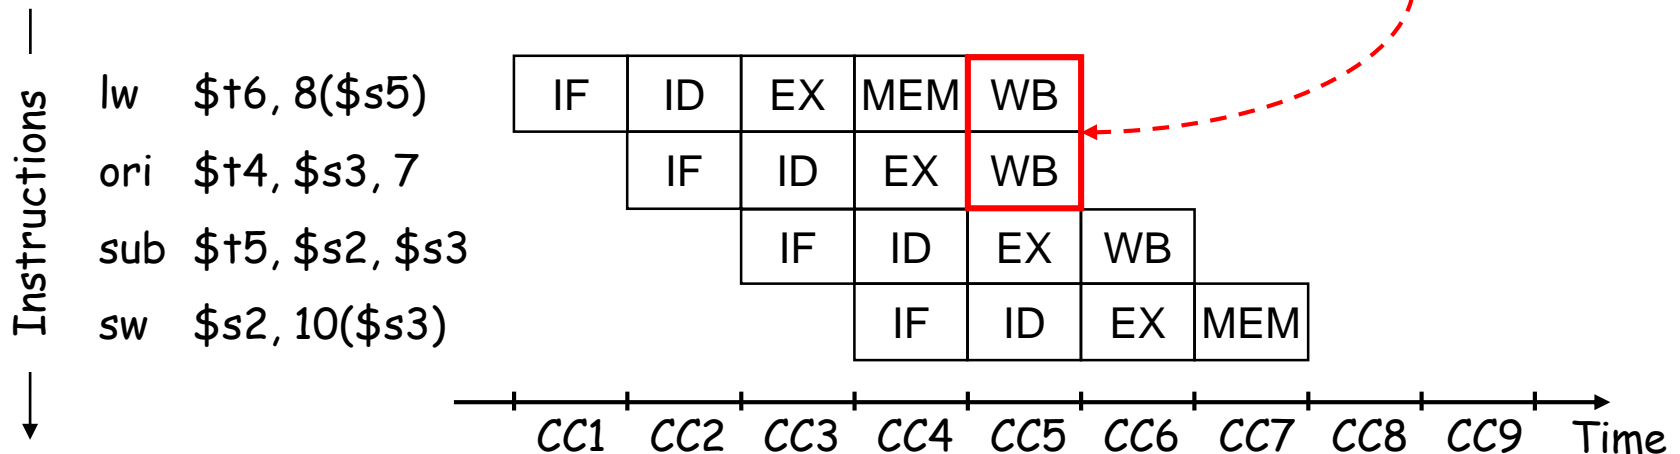 Instructions
lw $t6, 8($s5) IF ID EX MEM WB
ori $t4, $s3, 7 IF ID EX WB
sub $t5, $s2, $s3 IF ID EX WB
sw $s2, 10($s3) IF ID EX MEM
CC1 CC2 CC3 CC4 CC5 CC6 CC7 CC8 CC9 Time